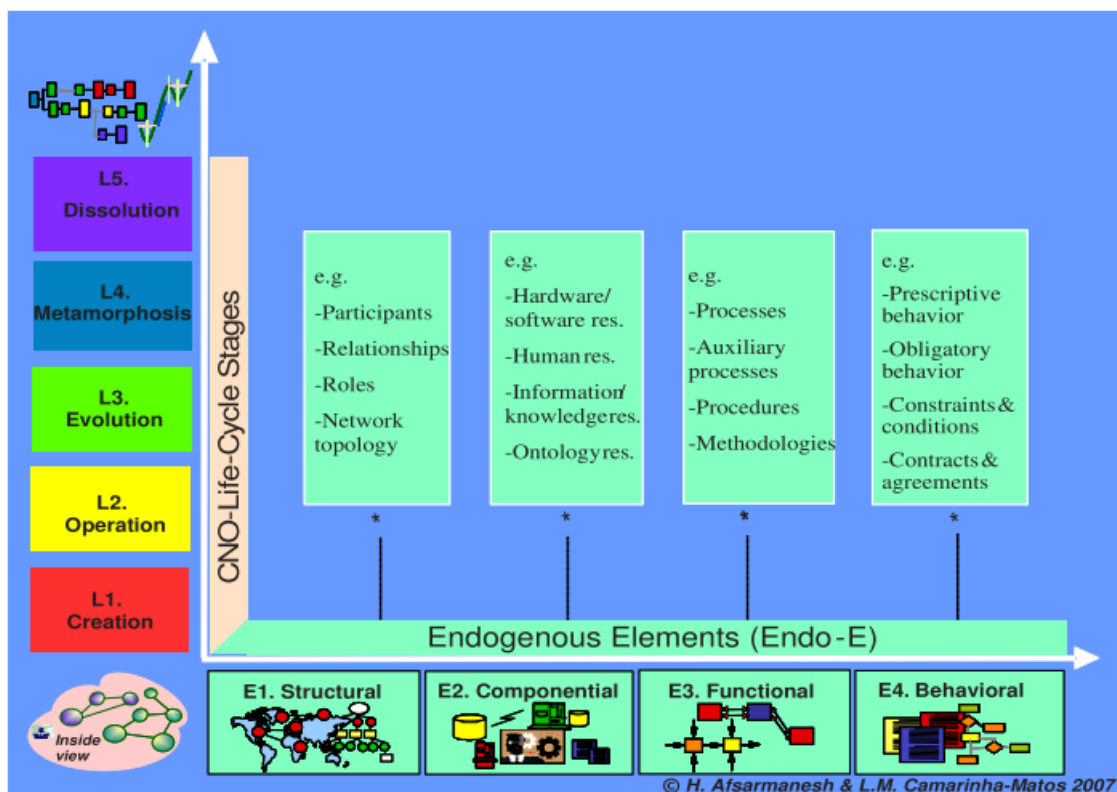 L5.
Dissolution
L4.
Metamorphosis
L3.
Evolution
L2.
Operation
L1.
Creation
CNO-Life-Cycle Stages
e.g.
-Participants
-Relationships
-Roles
-Network
topology
*
e.g.
-Hardware/
software res.
-Human res.
-Information/
knowledge res.
-Ontology res.
*
e.g.
-Processes
-Auxiliary
processes
-Procedures
-Methodologies
*
e.g.
-Prescriptive
behavior
-Obligatory
behavior
-Constraints &
conditions
-Contracts &
agreements
*
Endogenous Elements (Endo-E)
Inside
view
E1. Structural
E2. Componential
E3. Functional
E4. Behavioral
© H. Afsarmanesh & L.M. Camarinha-Matos 2007